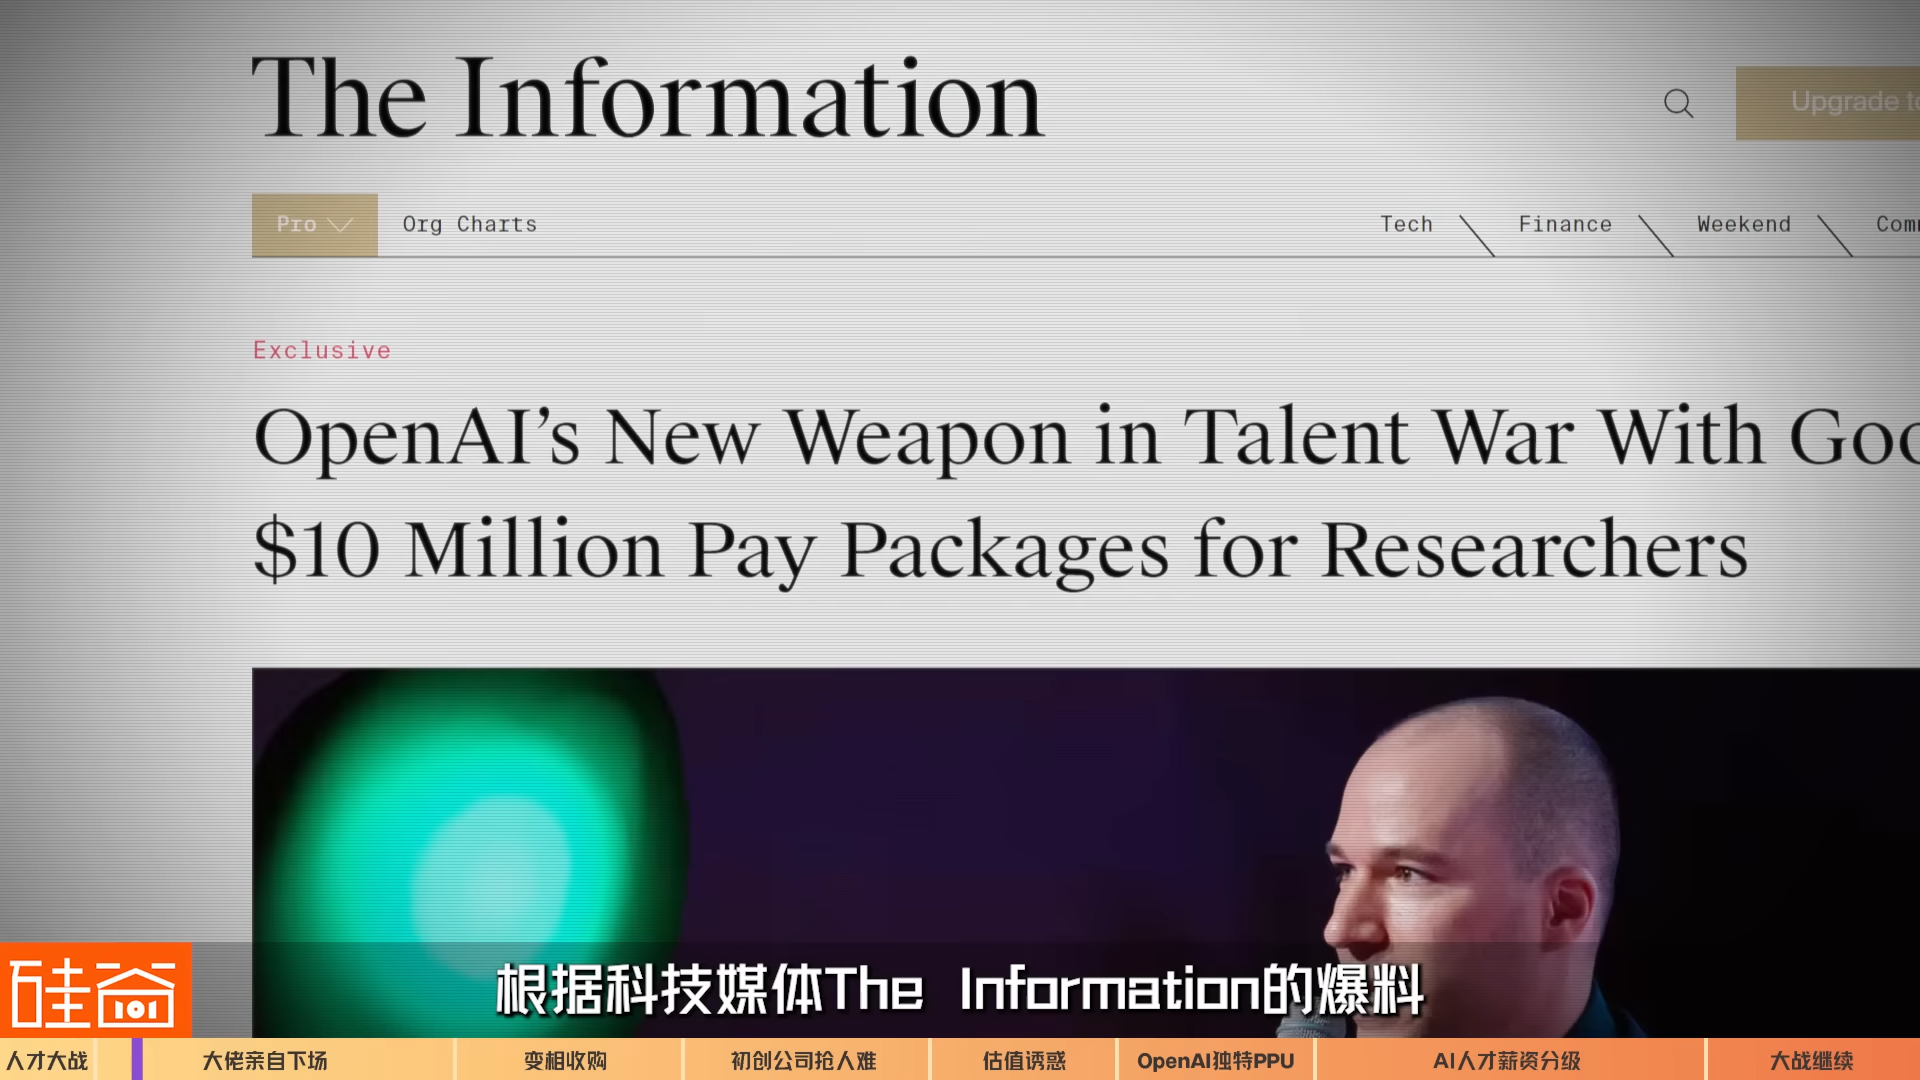 The Information
Upgrade to
Pro
Org Charts
Tech
Finance
Weekend
Exclusive
OpenAI’s New Weapon in Talent War With Goo
$10 Million Pay Packages for Researchers
硅谷
101
根据科技媒体The Information的爆料
人才大战
大佬亲自下场
变相收购
初创公司抢人难
估值诱惑
OpenAI独特PPU
AI人才薪资分级
大战继续